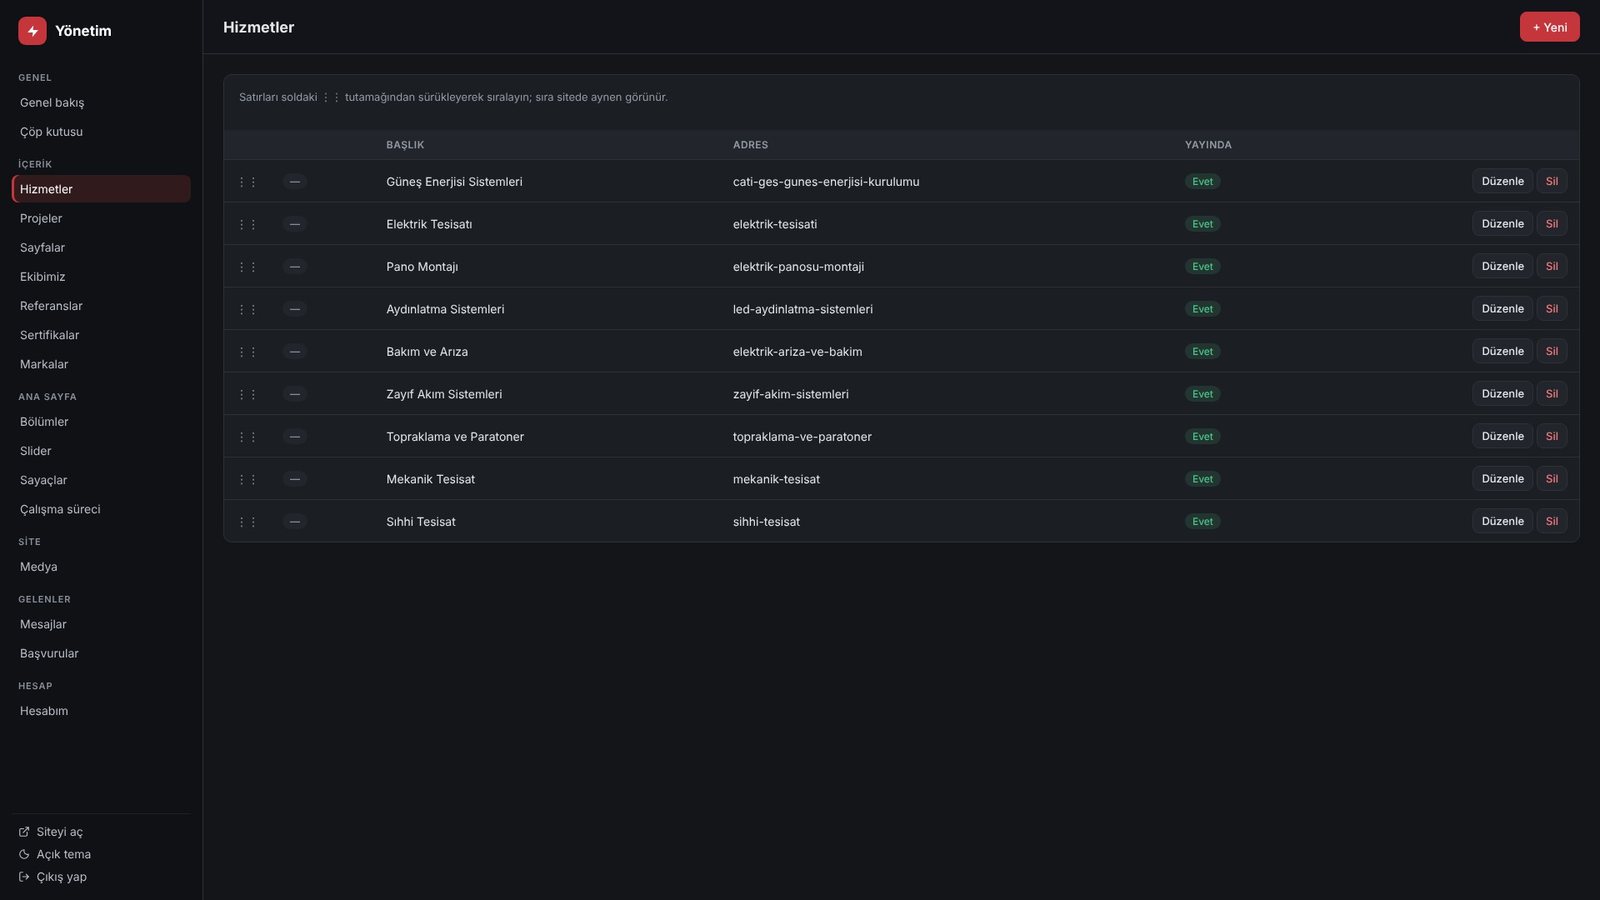 Yönetim
GENEL
Genel bakış
Çöp kutusu
İÇERİK
Hizmetler
Projeler
Sayfalar
Ekibimiz
Referanslar
Sertifikalar
Markalar
ANA SAYFA
Bölümler
Slider
Sayaçlar
Çalışma süreci
SİTE
Medya
GELENLER
Mesajlar
Başvurular
HESAP
Hesabım
Siteyi aç
Açık tema
Çıkış yap
Hizmetler
+ Yeni
Satırları soldaki ⋮⋮ tutamağından sürükleyerek sıralayın; sıra sitede aynen görünür.
BAŞLIK ADRES YAYINDA
⋮⋮ — Güneş Enerjisi Sistemleri cati-ges-gunes-enerjisi-kurulumu Evet Düzenle Sil
⋮⋮ — Elektrik Tesisatı elektrik-tesisati Evet Düzenle Sil
⋮⋮ — Pano Montajı elektrik-panosu-montaji Evet Düzenle Sil
⋮⋮ — Aydınlatma Sistemleri led-aydinlatma-sistemleri Evet Düzenle Sil
⋮⋮ — Bakım ve Arıza elektrik-ariza-ve-bakim Evet Düzenle Sil
⋮⋮ — Zayıf Akım Sistemleri zayif-akim-sistemleri Evet Düzenle Sil
⋮⋮ — Topraklama ve Paratoner topraklama-ve-paratoner Evet Düzenle Sil
⋮⋮ — Mekanik Tesisat mekanik-tesisat Evet Düzenle Sil
⋮⋮ — Sıhhi Tesisat sihhi-tesisat Evet Düzenle Sil